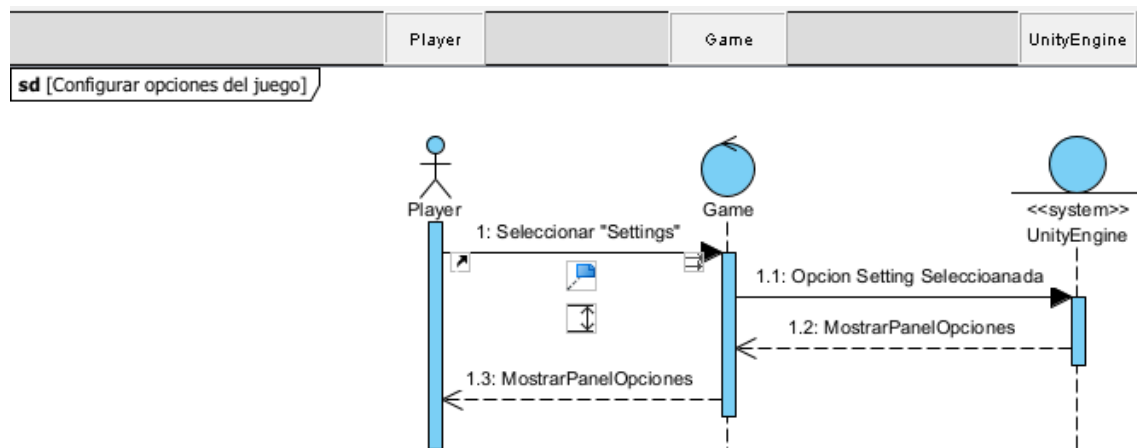 Player
Game
UnityEngine
sd [Configurar opciones del juego]
Player
Game
<<system>>
UnityEngine
1: Seleccionar "Settings"
1.1: Opcion Setting Seleccioanada
1.2: MostrarPanelOpciones
1.3: MostrarPanelOpciones